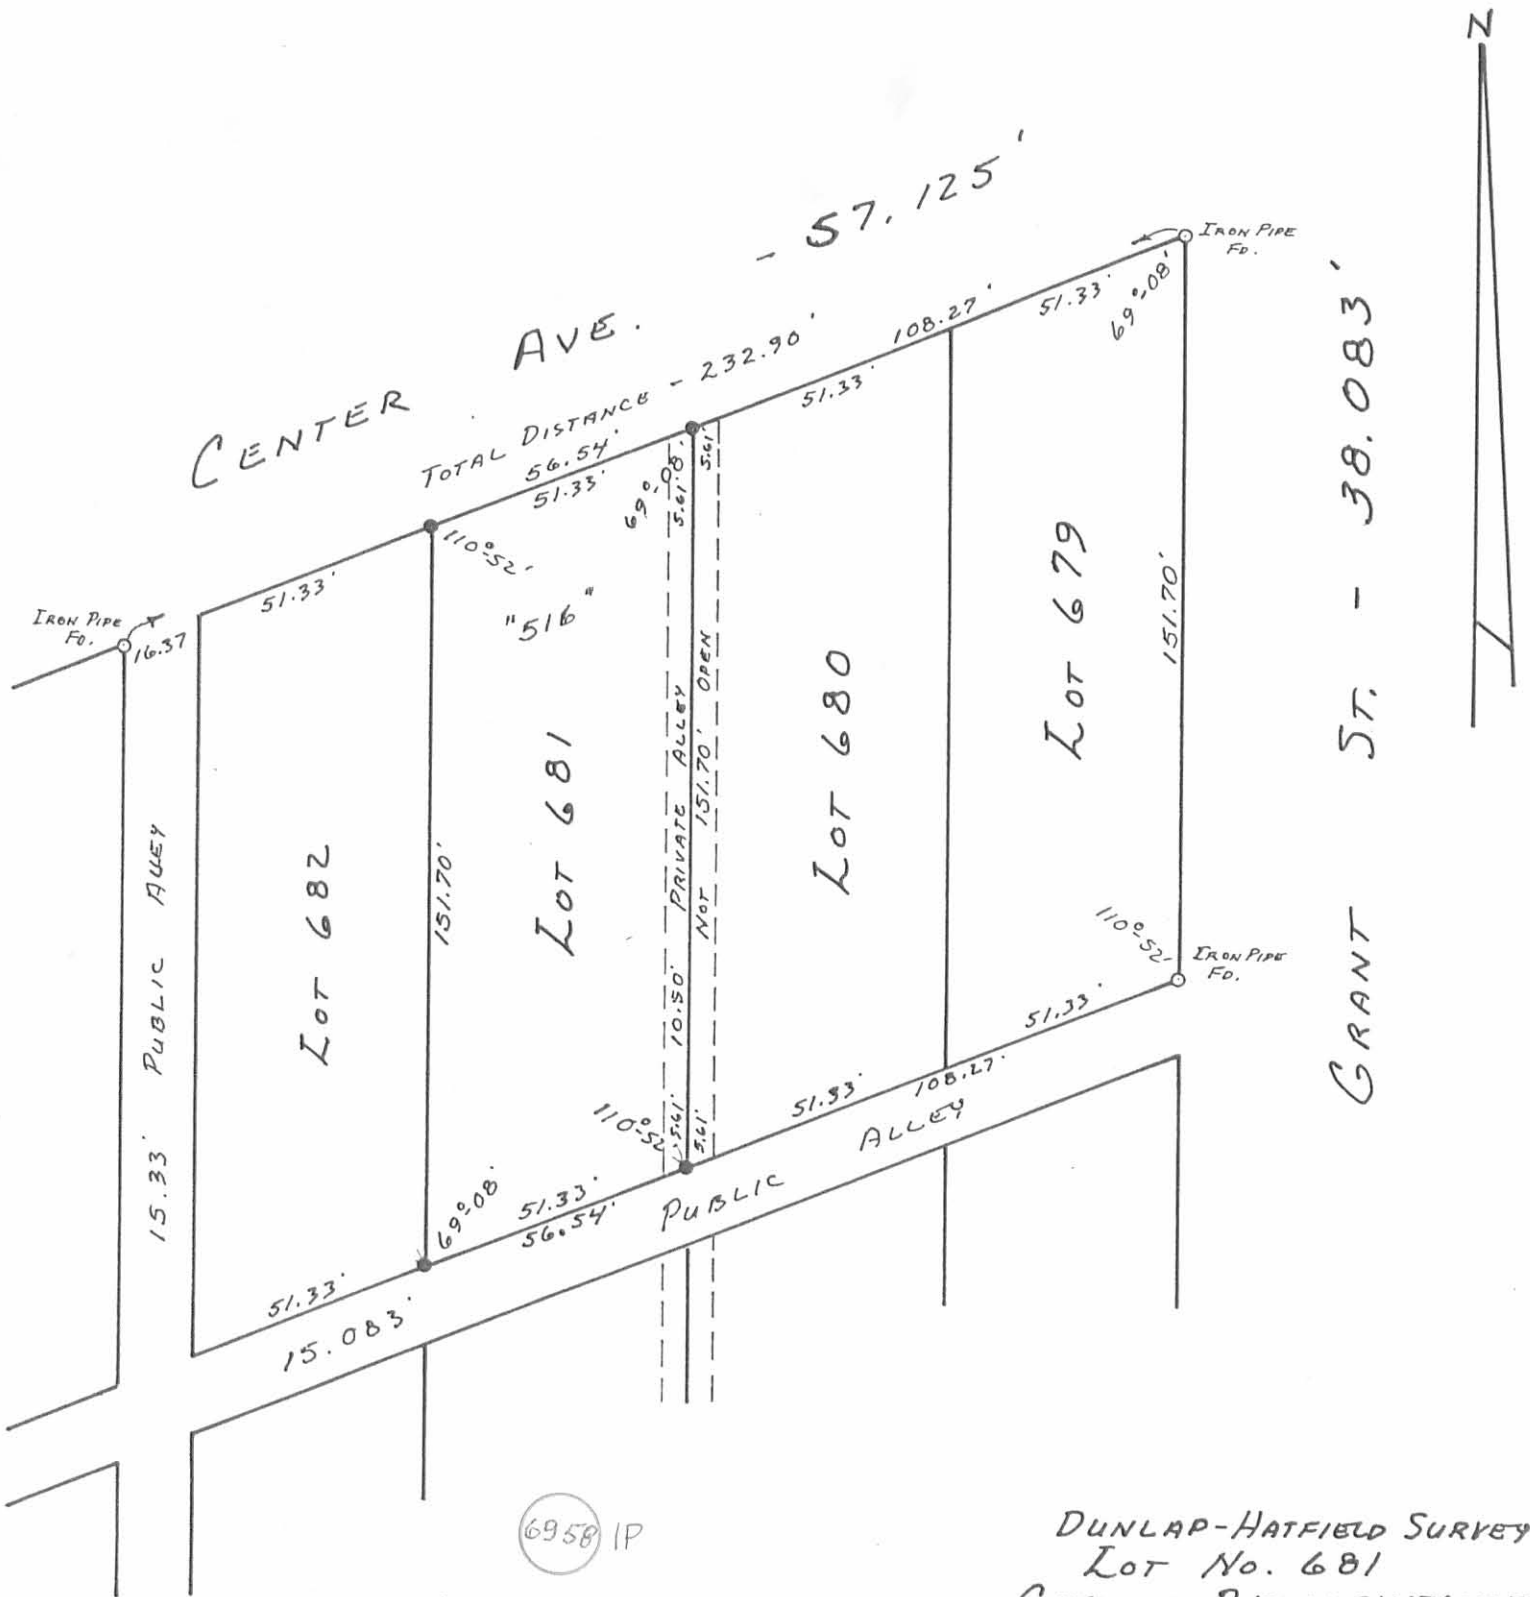 N
CENTER AVE. - 57.125'
TOTAL DISTANCE - 232.90'
IRON PIPE
FD.
108.27'
51.33'
69°-08'
51.33'
56.54'
51.33'
69°-08'
5.61'
5.61'
110°-52'
51.33'
IRON PIPE
FD.
16.37
"516"
GRANT ST. - 38.083'
151.70'
LOT 679
LOT 680
LOT 681
LOT 682
151.70'
10.50' PRIVATE ALLEY
NOT 151.70' OPEN
15.33' PUBLIC ALLEY
110°-52'
IRON PIPE
FD.
51.33'
108.27'
51.33'
110°-52'
5.61'
5.61'
69°-08'
51.33'
56.54'
51.33'
15.083' PUBLIC ALLEY
6958 IP
DUNLAP-HATFIELD SURVEY
LOT No. 681